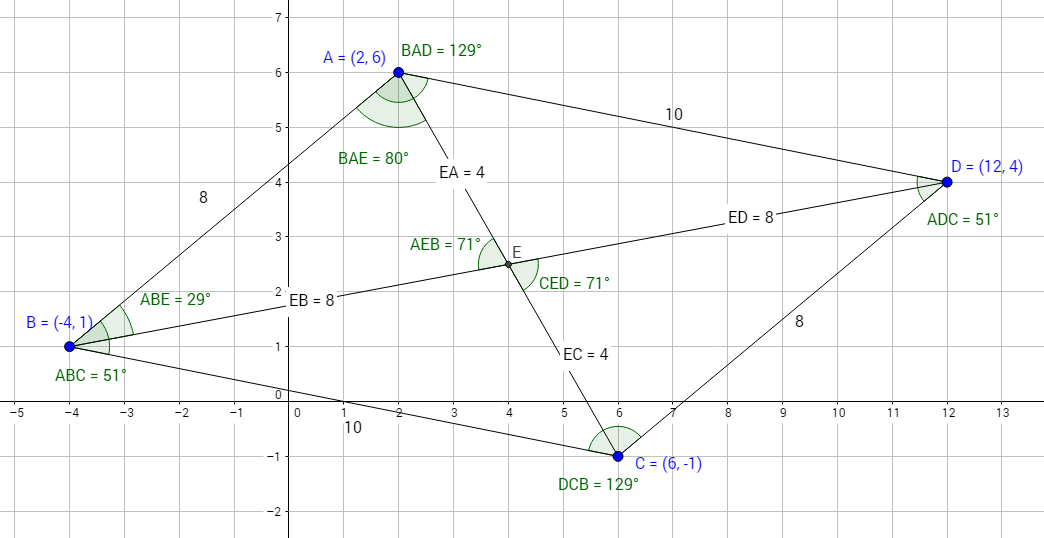 7
A = (2, 6)
BAD = 129°
6
10
5
BAE = 80°
EA = 4
D = (12, 4)
4
8
ED = 8
ADC = 51°
3
AEB = 71°
E
CED = 71°
2
ABE = 29°
EB = 8
B = (-4, 1)
8
1
EC = 4
ABC = 51°
0
−5 −4 −3 −2 −1 0 1 2 3 4 5 6 7 8 9 10 11 12 13
10
−1
C = (6, -1)
DCB = 129°
−2